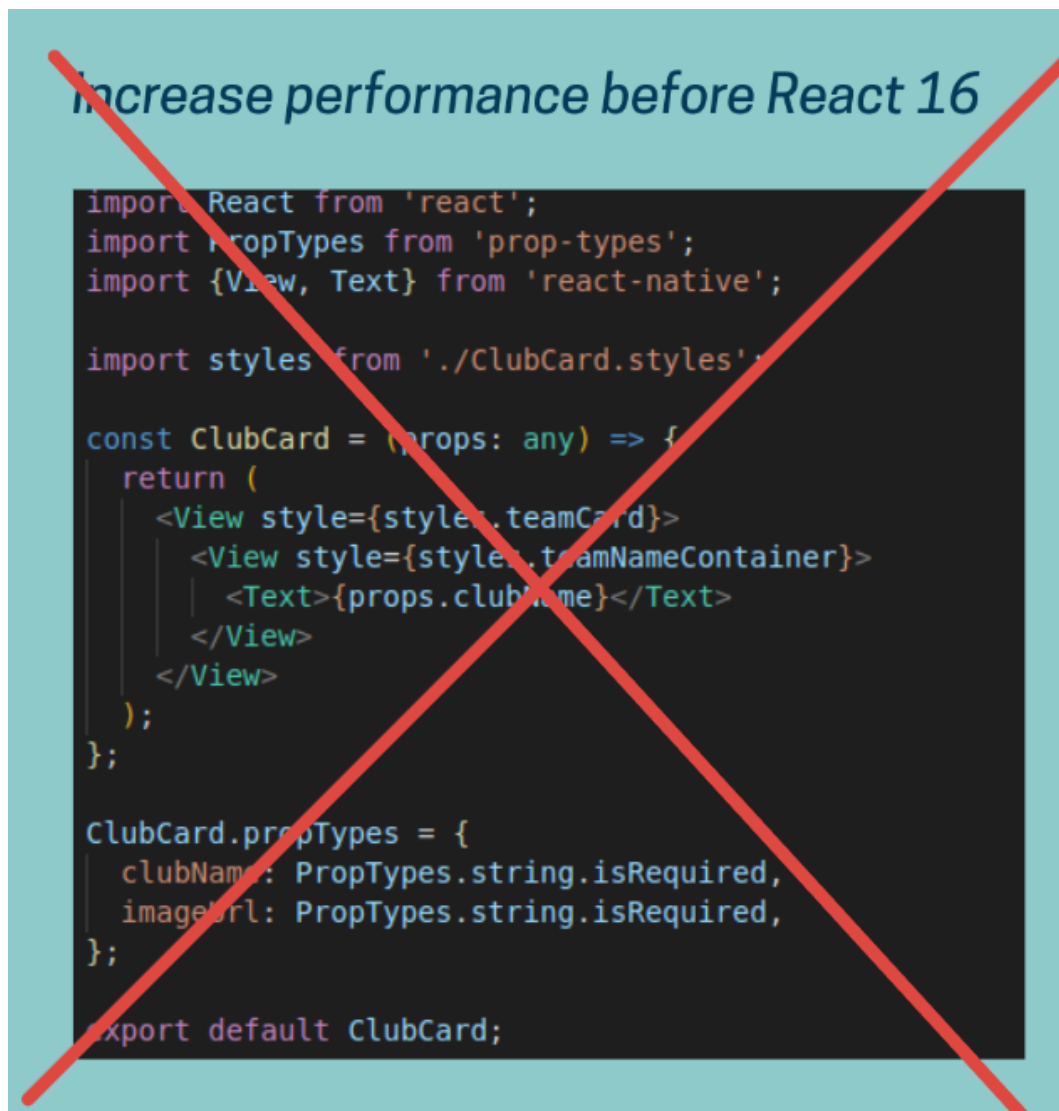 Increase performance before React 16
import React from 'react';
import PropTypes from 'prop-types';
import {View, Text} from 'react-native';
import styles from './ClubCard.styles';
const ClubCard = (props: any) => {
return (
<View style={styles.teamCard}>
<View style={styles.teamNameContainer}>
<Text>{props.clubName}</Text>
</View>
</View>
);
};
ClubCard.propTypes = {
clubName: PropTypes.string.isRequired,
imageUrl: PropTypes.string.isRequired,
};
export default ClubCard;